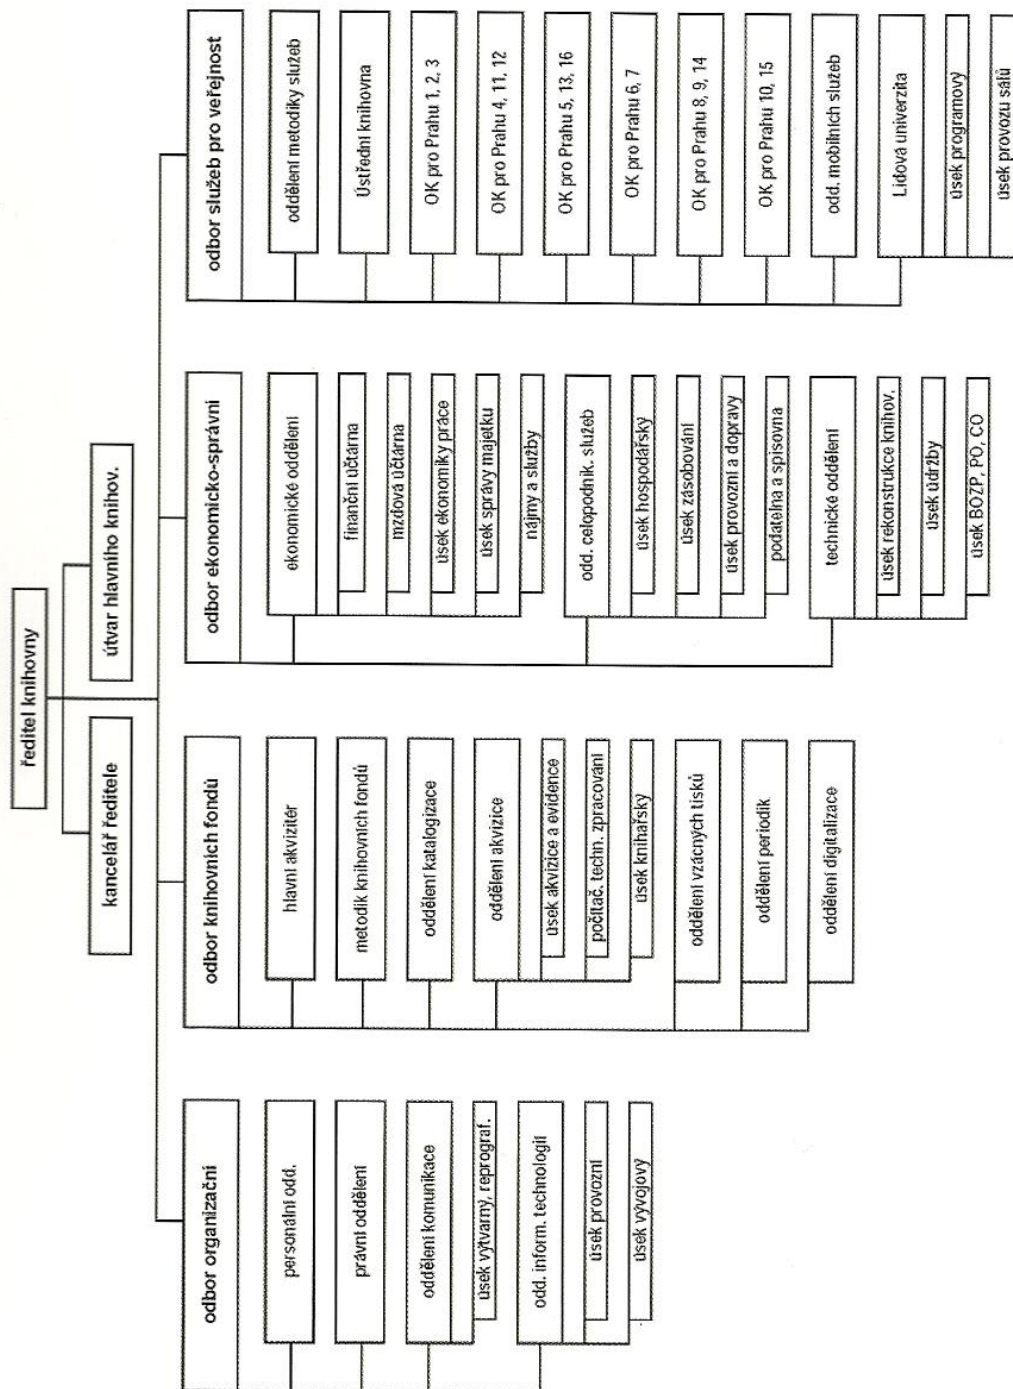 ředitel knihovny
kancelář ředitele
útvar hlavního knihov.
odbor organizační
personální odd.
právní oddělení
oddělení komunikace
úsek výtvarný, reprograf.
odd. inform. technologií
úsek provozní
úsek vývojový
odbor knihovních fondů
hlavní akvizitér
metodik knihovních fondů
oddělení katalogizace
oddělení akvizice
úsek akvizice a evidence
počítač. techn. zpracování
úsek knihařský
oddělení vzácných tisků
oddělení periodik
oddělení digitalizace
odbor ekonomicko-správní
ekonomické oddělení
finanční účtárna
mzdová účtárna
úsek ekonomiky práce
úsek správy majetku
nájmy a služby
odd. celopodnik. služeb
úsek hospodářský
úsek zásobování
úsek provozní a dopravy
podatelna a spisovna
technické oddělení
úsek rekonstrukce knihov.
úsek údržby
úsek BOZP, PO, CO
odbor služeb pro veřejnost
oddělení metodiky služeb
Ústřední knihovna
OK pro Prahu 1, 2, 3
OK pro Prahu 4, 11, 12
OK pro Prahu 5, 13, 16
OK pro Prahu 6, 7
OK pro Prahu 8, 9, 14
OK pro Prahu 10, 15
odd. mobilních služeb
Lidová univerzita
úsek programový
úsek provozu sálů